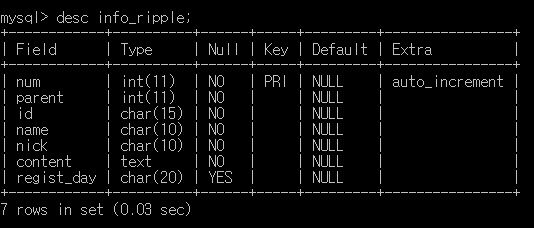 mysql> desc info_ripple;
+------------+----------+------+-----+---------+----------------+
| Field      | Type     | Null | Key | Default | Extra          |
+------------+----------+------+-----+---------+----------------+
| num        | int(11)  | NO   | PRI | NULL    | auto_increment |
| parent     | int(11)  | NO   |     | NULL    |                |
| id         | char(15) | NO   |     | NULL    |                |
| name       | char(10) | NO   |     | NULL    |                |
| nick       | char(10) | NO   |     | NULL    |                |
| content    | text     | NO   |     | NULL    |                |
| regist_day | char(20) | YES  |     | NULL    |                |
+------------+----------+------+-----+---------+----------------+
7 rows in set (0.03 sec)